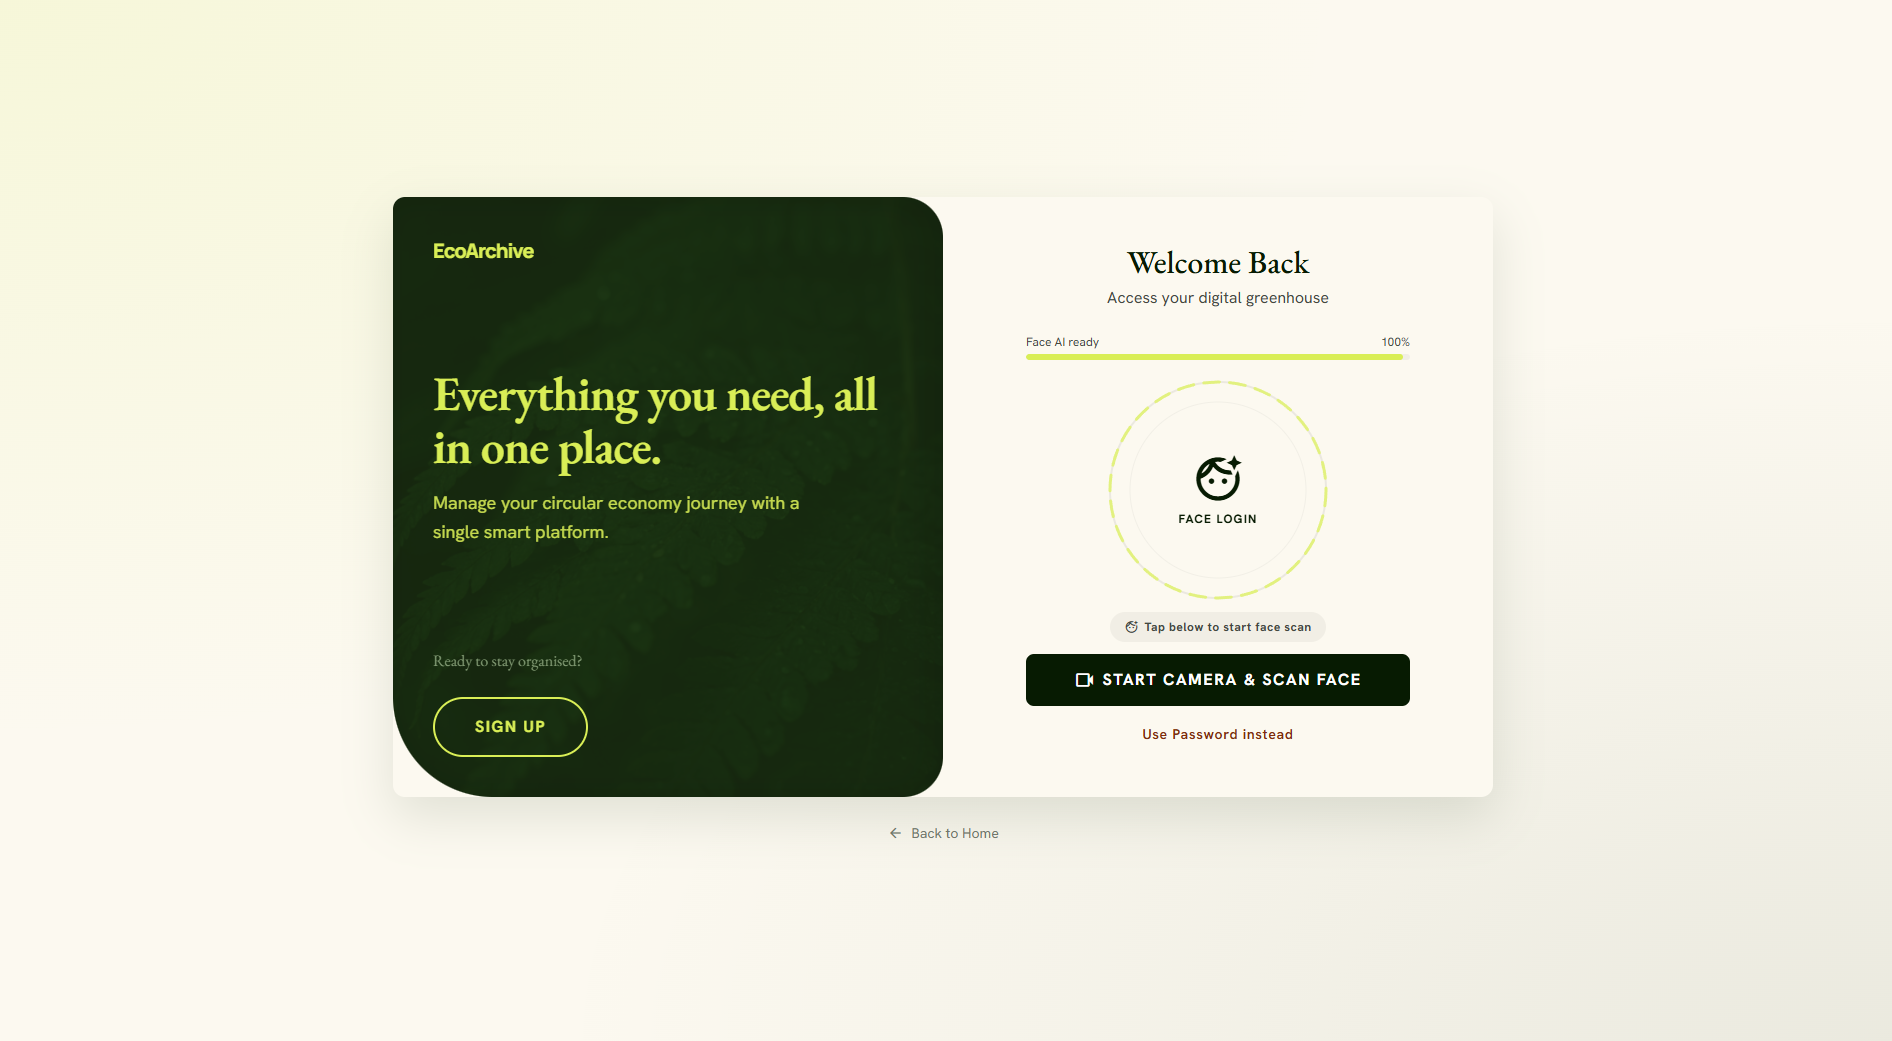 EcoArchive
Everything you need, all
in one place.
Manage your circular economy journey with a
single smart platform.
Ready to stay organised?
SIGN UP
Welcome Back
Access your digital greenhouse
Face AI ready 100%
FACE LOGIN
Tap below to start face scan
START CAMERA & SCAN FACE
Use Password instead
Back to Home